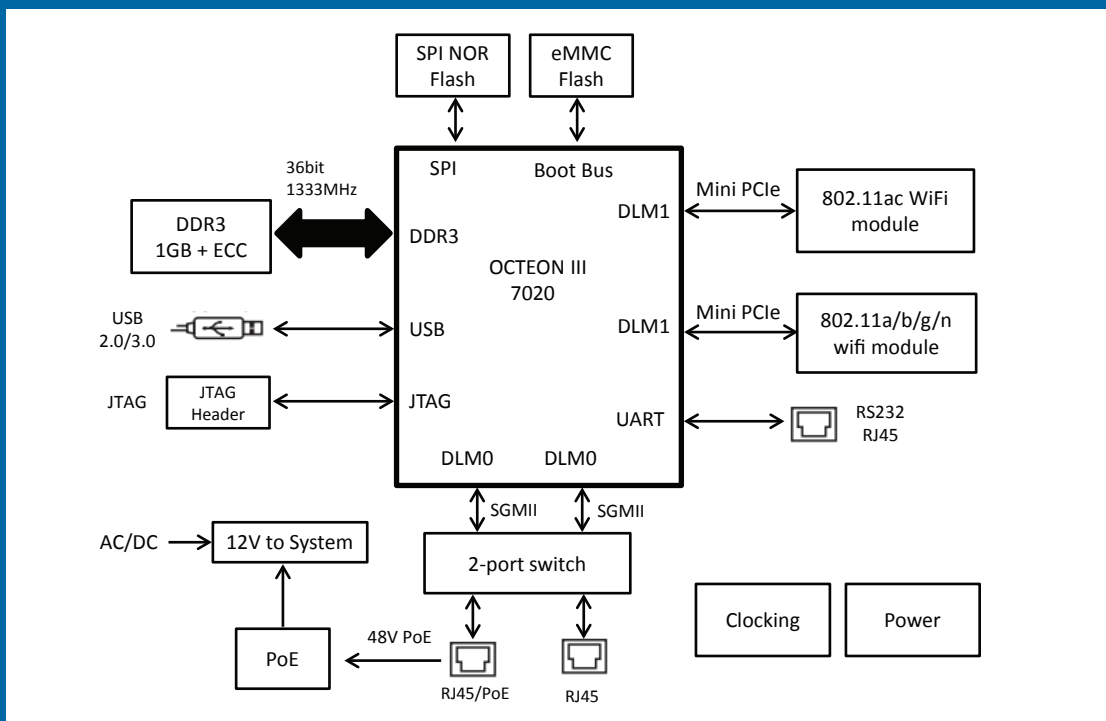 SPI NOR
Flash
eMMC
Flash
36bit
1333MHz
SPI
Boot Bus
Mini PCIe
802.11ac WiFi
module
DLM1
DDR3
1GB + ECC
DDR3
OCTEON III
7020
USB
2.0/3.0
USB
DLM1
Mini PCIe
802.11a/b/g/n
wifi module
JTAG
JTAG
Header
JTAG
UART
RS232
RJ45
DLM0
DLM0
SGMII
SGMII
AC/DC
12V to System
2-port switch
Clocking
Power
48V PoE
PoE
RJ45/PoE
RJ45